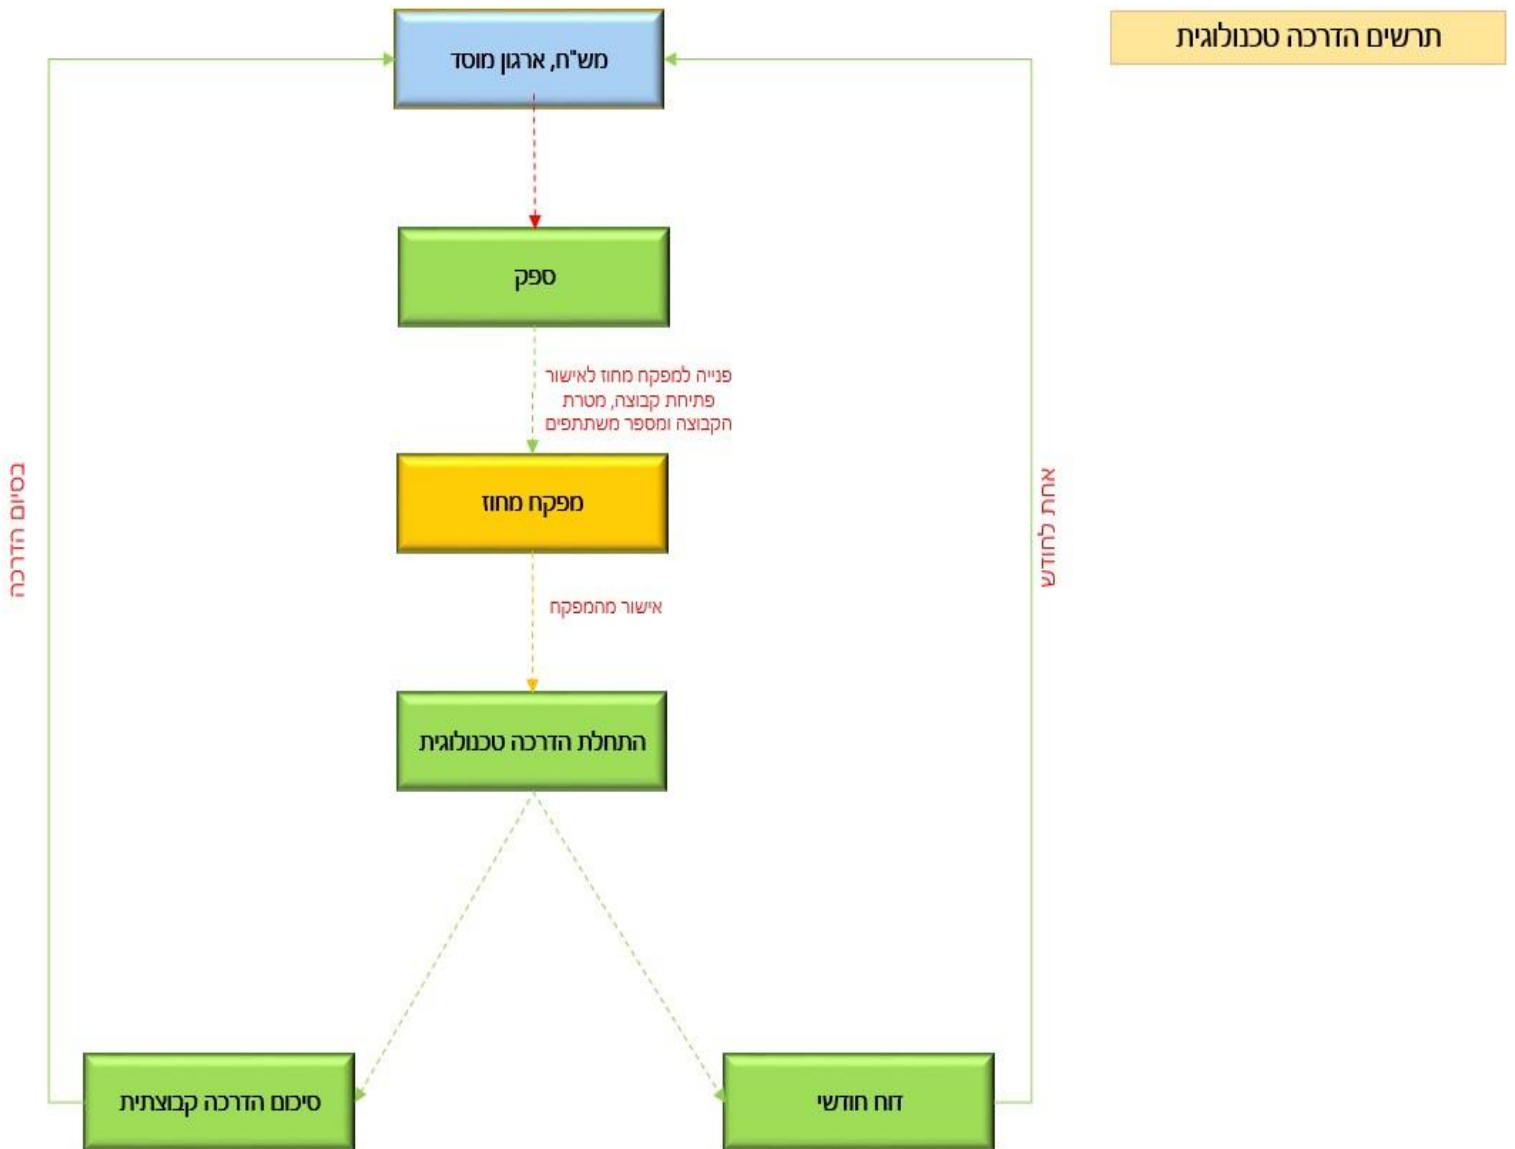 תרשים הדרכה טכנולוגית
מש"ח, ארגון מוסד
ספק
פנייה למפקח מחוז לאישור
פתיחת קבוצה, מטרת
הקבוצה ומספר משתתפים
מפקח מחוז
אישור מהמפקח
התחלת הדרכה טכנולוגית
דוח חודשי
סיכום הדרכה קבוצתית
אחת לחודש
בסיום הדרכה